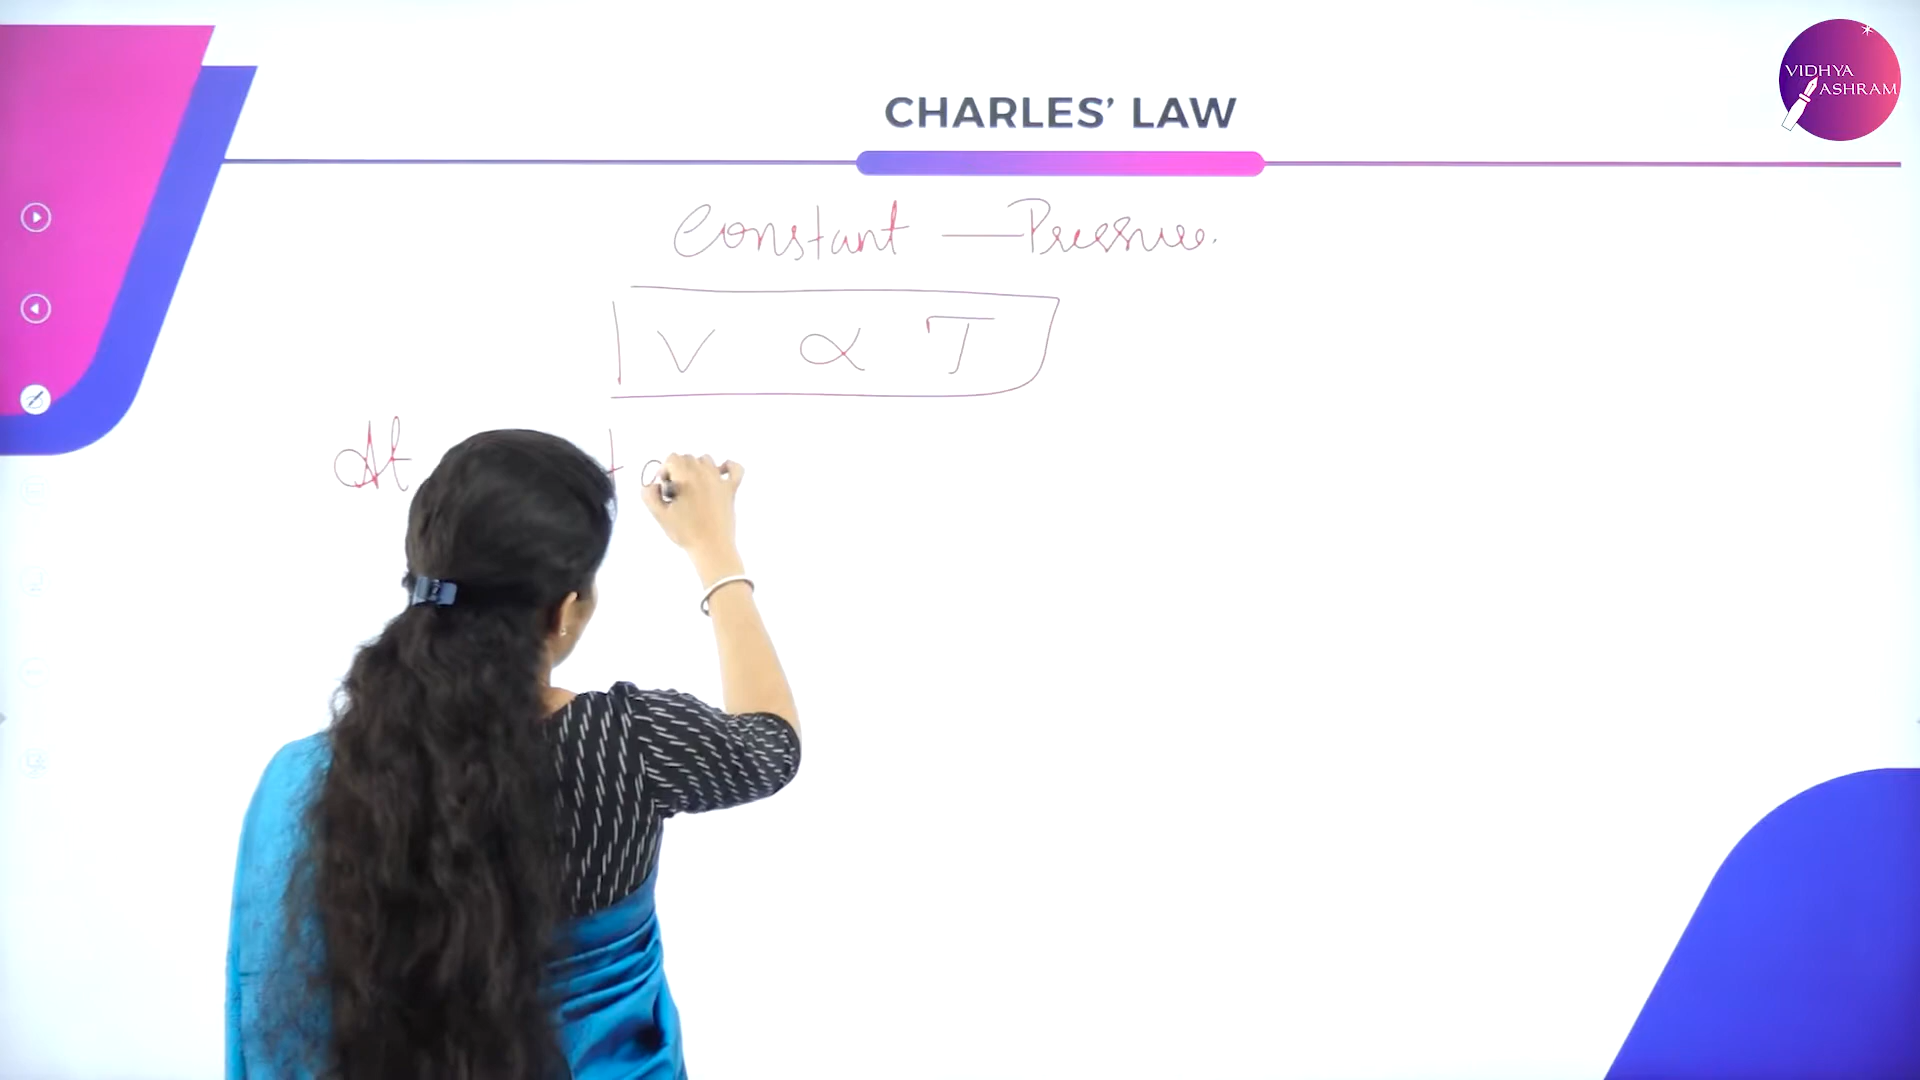 VIDHYA
ASHRAM
CHARLES' LAW
Constant — Pressure.
V ∝ T
At